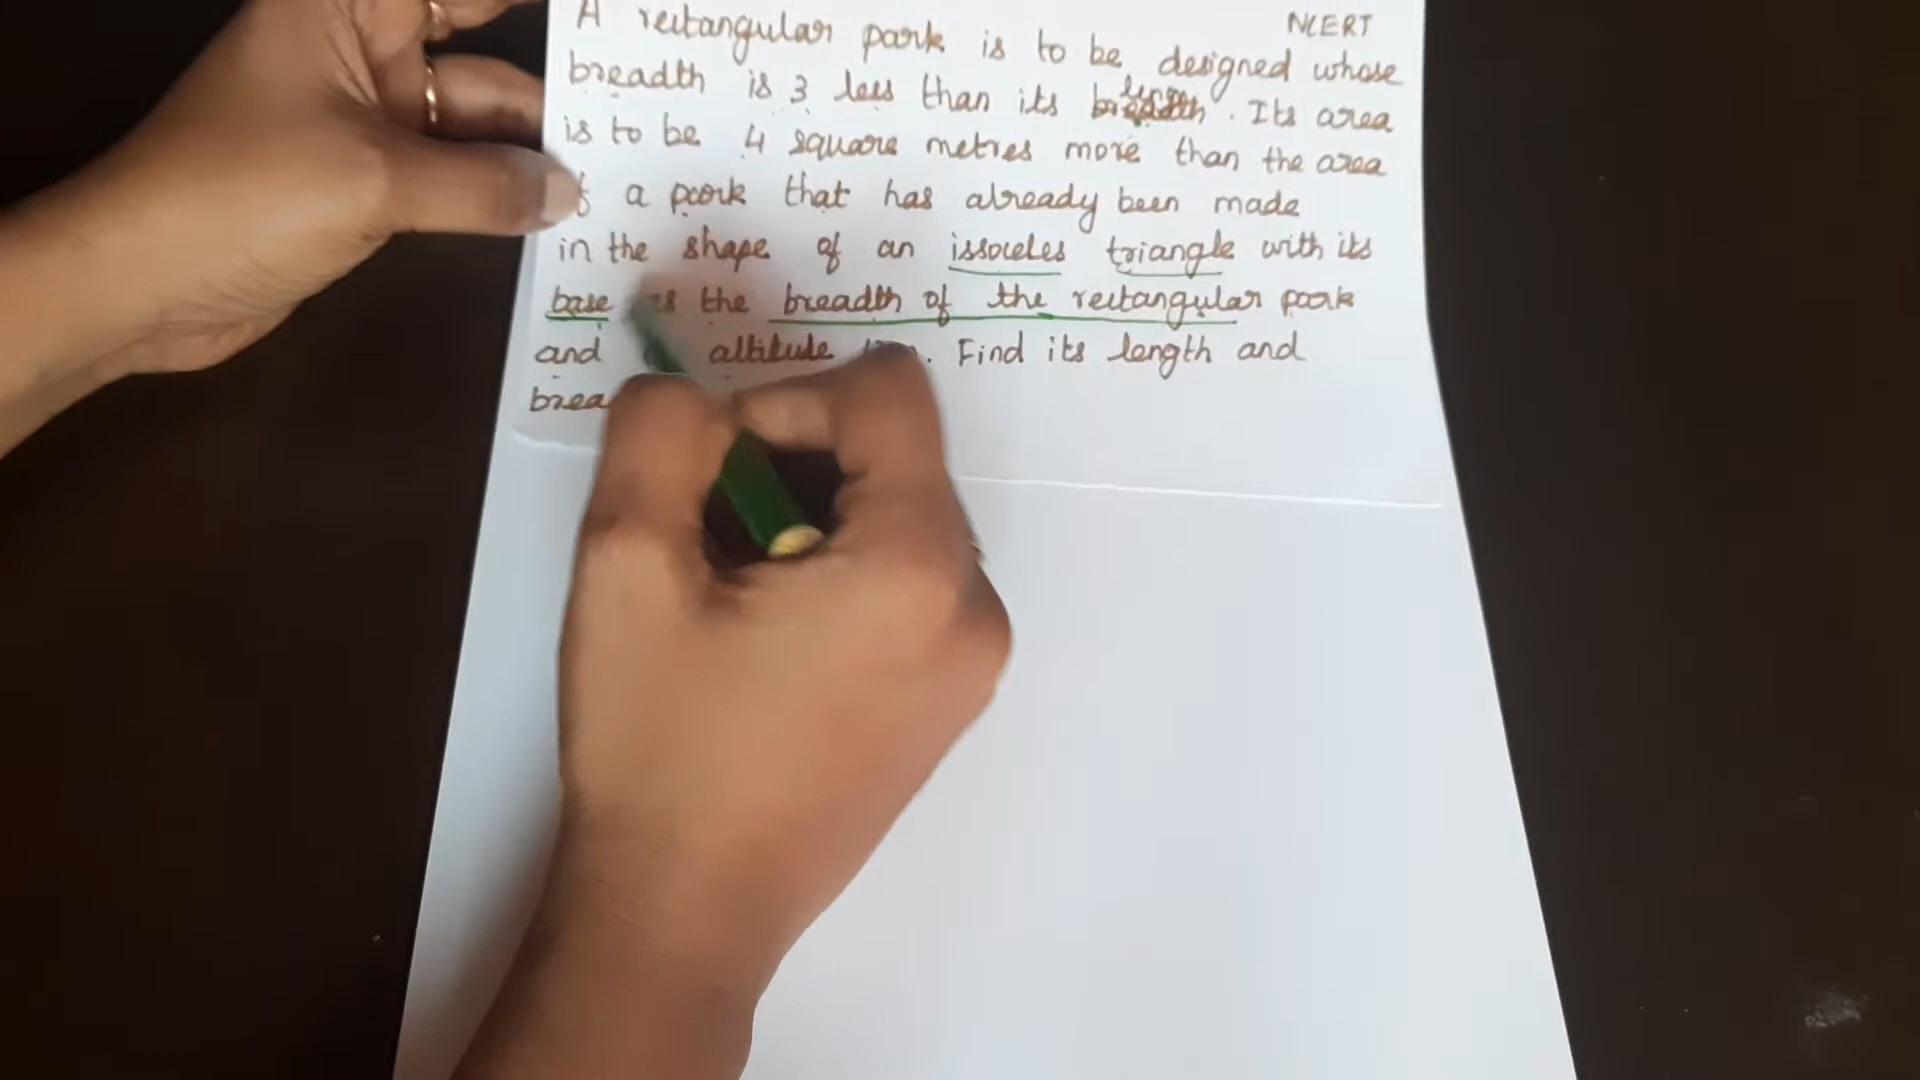 NCERT
A rectangular park is to be designed whose
breadth is 3 less than its length. Its area
is to be 4 square metres more than the area
a park that has already been made
in the shape of an issoceles triangle with its
base as the breadth of the rectangular park
and altitude . Find its length and